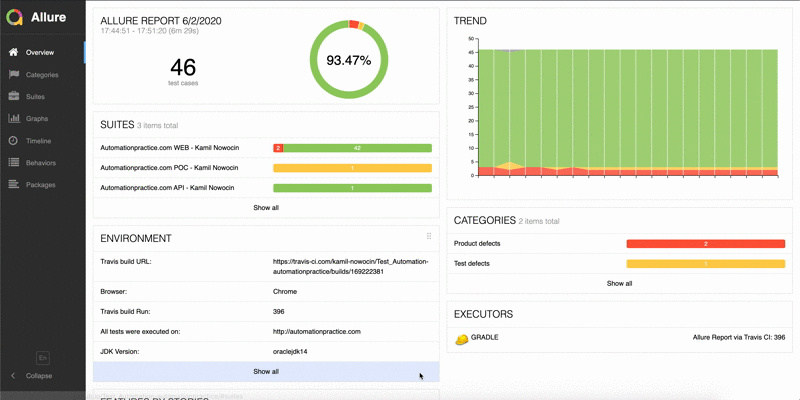 Allure
Overview
Categories
Suites
Graphs
Timeline
Behaviors
Packages
En
Collapse
ALLURE REPORT 6/2/2020
17:44:51 - 17:51:20 (6m 29s)
46
test cases
93.47%
SUITES 3 items total
Automationpractice.com WEB - Kamil Nowocin
2
42
Automationpractice.com POC - Kamil Nowocin
1
Automationpractice.com API - Kamil Nowocin
1
Show all
ENVIRONMENT
Travis build URL:
https://travis-ci.com/kamil-nowocin/Test_Automation-
automationpractice/builds/169222381
Browser:
Chrome
Travis build Run:
396
All tests were executed on:
http://automationpractice.com
JDK Version:
oraclejdk14
Show all
FEATURES BY STORIES
TREND
50
45
40
35
30
25
20
15
10
5
0
CATEGORIES 2 items total
Product defects
2
Test defects
1
Show all
EXECUTORS
GRADLE
Allure Report via Travis CI: 396